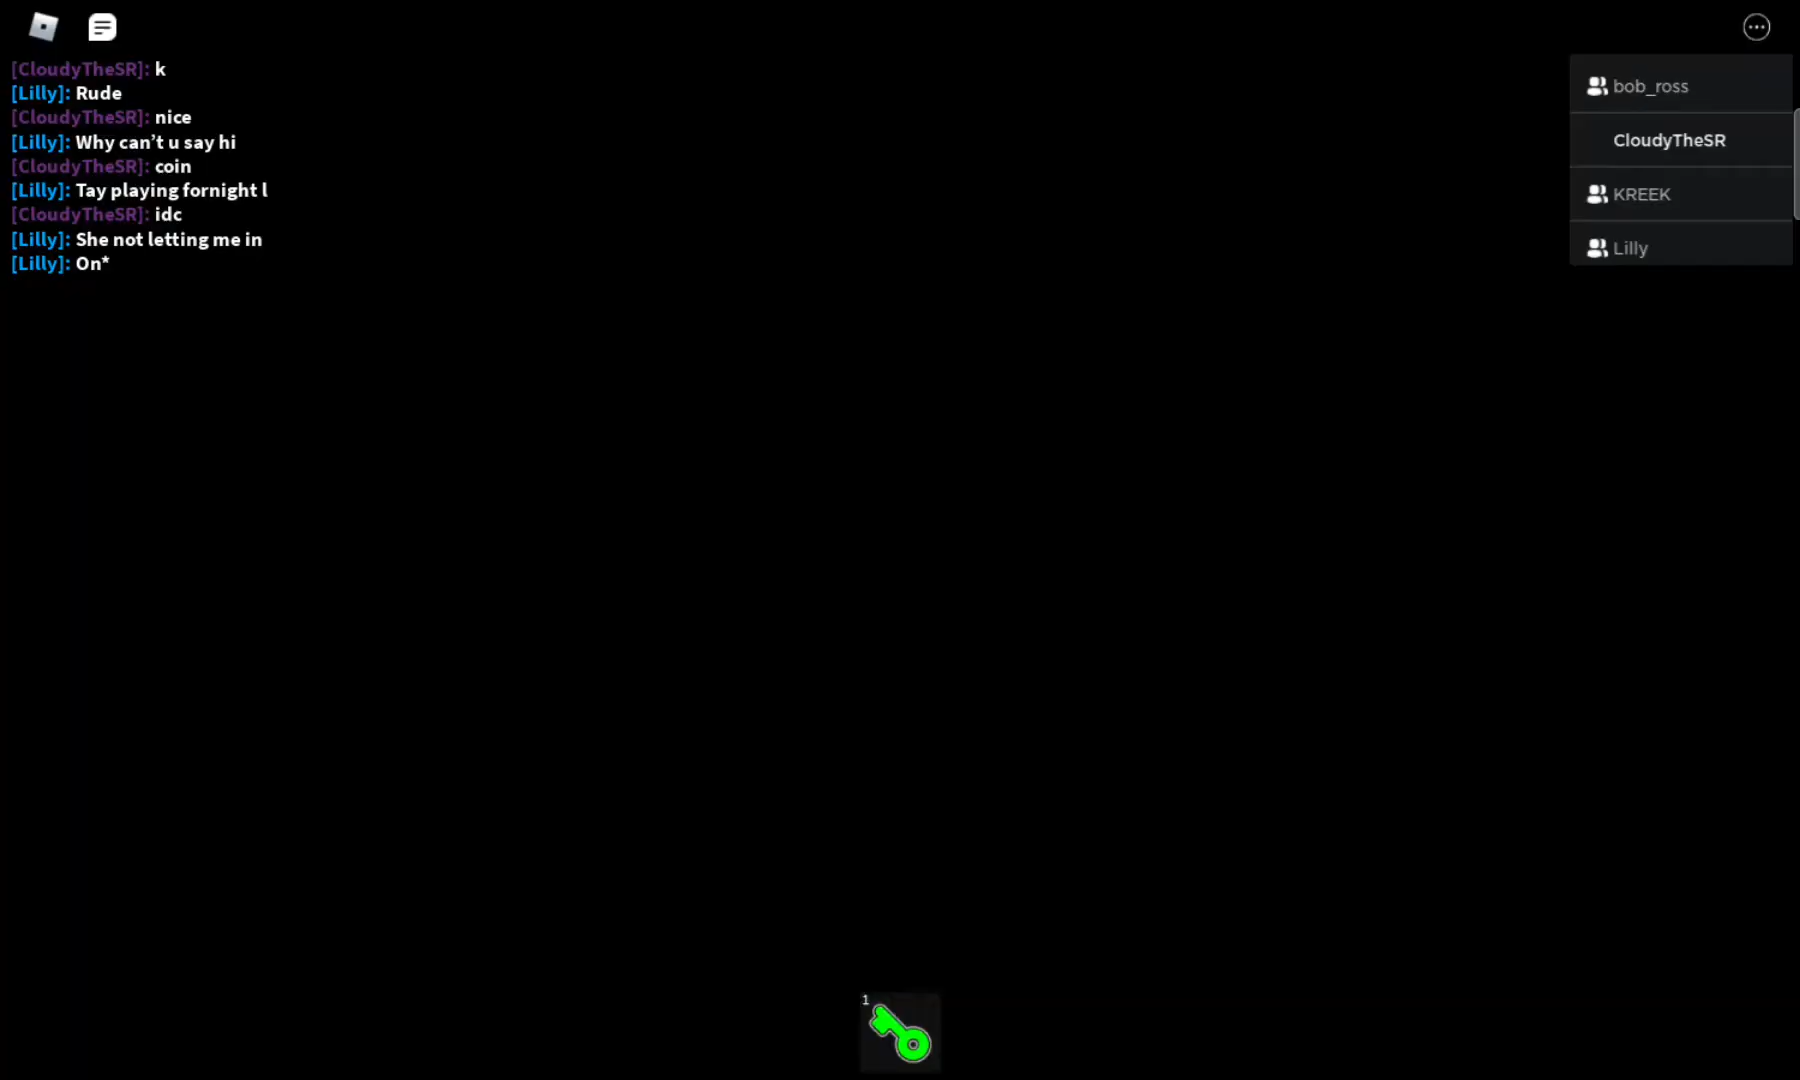 [CloudyTheSR]: k
[Lilly]: Rude
[CloudyTheSR]: nice
[Lilly]: Why can’t u say hi
[CloudyTheSR]: coin
[Lilly]: Tay playing fornight l
[CloudyTheSR]: idc
[Lilly]: She not letting me in
[Lilly]: On*
bob_ross
CloudyTheSR
KREEK
Lilly
1